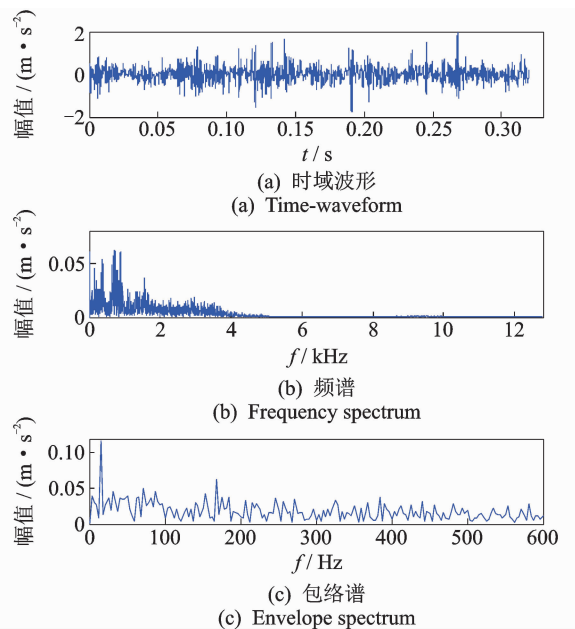 幅值 / (m·s⁻²)
2
0
−2
0 0.05 0.10 0.15 0.20 0.25 0.30
t / s
(a) 时域波形
(a) Time-waveform
幅值 / (m·s⁻²)
0.05
0
0 2 4 6 8 10 12
f / kHz
(b) 频谱
(b) Frequency spectrum
幅值 / (m·s⁻²)
0.10
0.05
0
0 100 200 300 400 500 600
f / Hz
(c) 包络谱
(c) Envelope spectrum